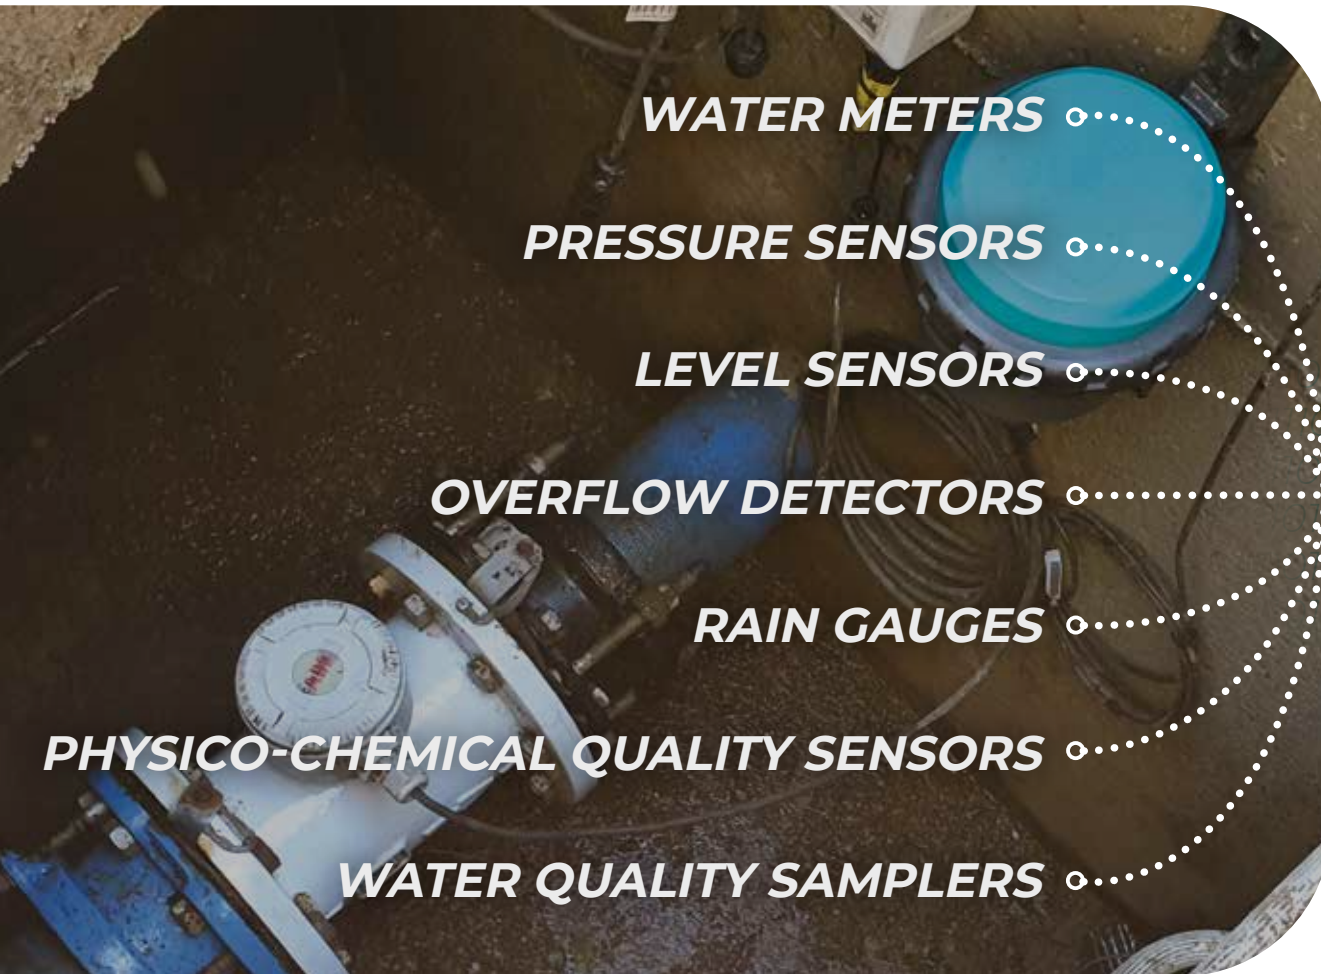 WATER METERS
PRESSURE SENSORS
LEVEL SENSORS
OVERFLOW DETECTORS
RAIN GAUGES
PHYSICO-CHEMICAL QUALITY SENSORS
WATER QUALITY SAMPLERS